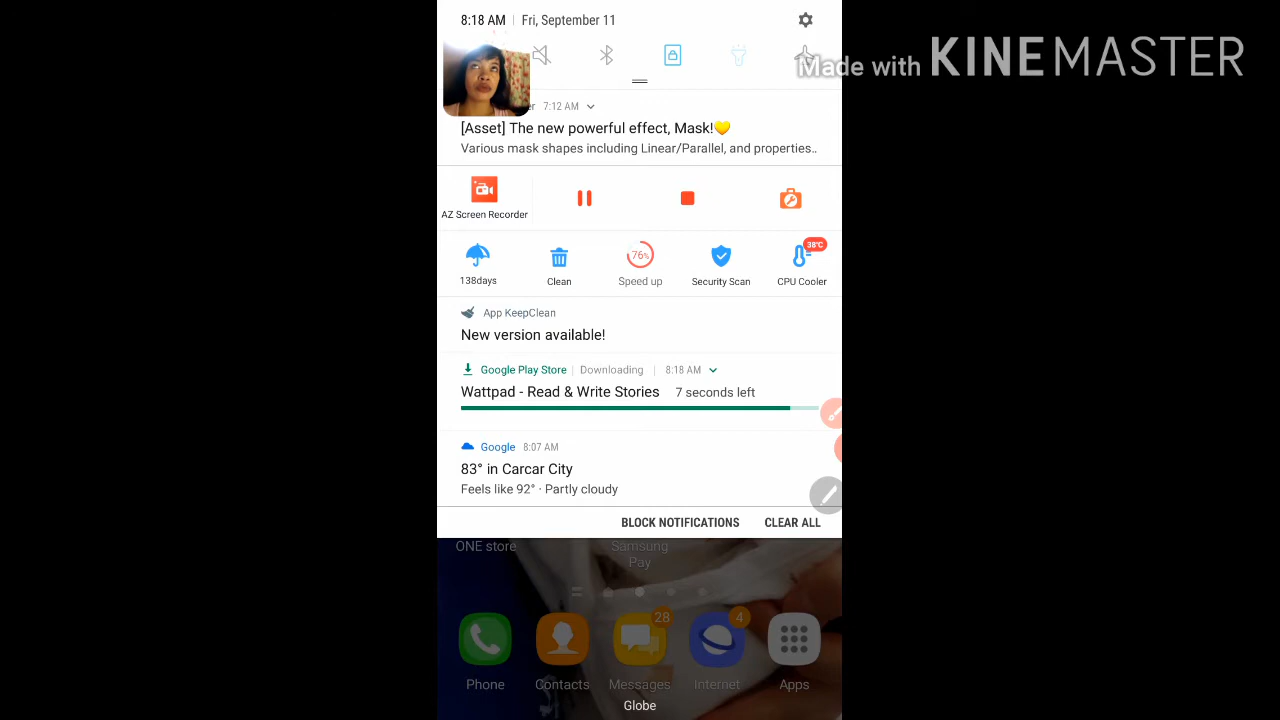 8:18 AM | Fri, September 11
Made with KINEMASTER
er 7:12 AM
[Asset] The new powerful effect, Mask!💛
Various mask shapes including Linear/Parallel, and properties..
AZ Screen Recorder
38°C
76%
138days
Clean
Speed up
Security Scan
CPU Cooler
App KeepClean
New version available!
Google Play Store | Downloading | 8:18 AM
Wattpad - Read & Write Stories 7 seconds left
Google 8:07 AM
83° in Carcar City
Feels like 92° · Partly cloudy
BLOCK NOTIFICATIONS CLEAR ALL
ONE store
Samsung
Pay
28
4
Phone
Contacts
Messages
Internet
Apps
Globe